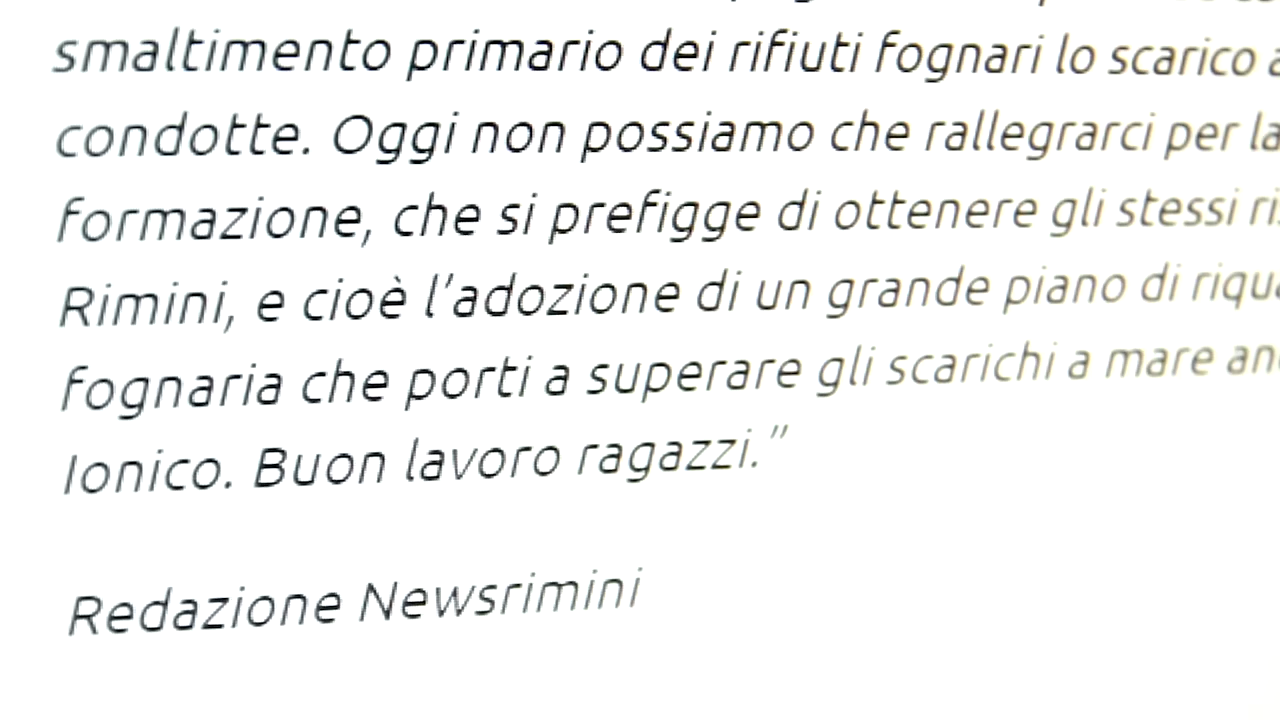 smaltimento primario dei rifiuti fognari lo scarico
condotte. Oggi non possiamo che rallegrarci per la
formazione, che si prefigge di ottenere gli stessi
Rimini, e cioè l'adozione di un grande piano di
fognaria che porti a superare gli scarichi a mare
Ionico. Buon lavoro ragazzi."
Redazione Newsrimini